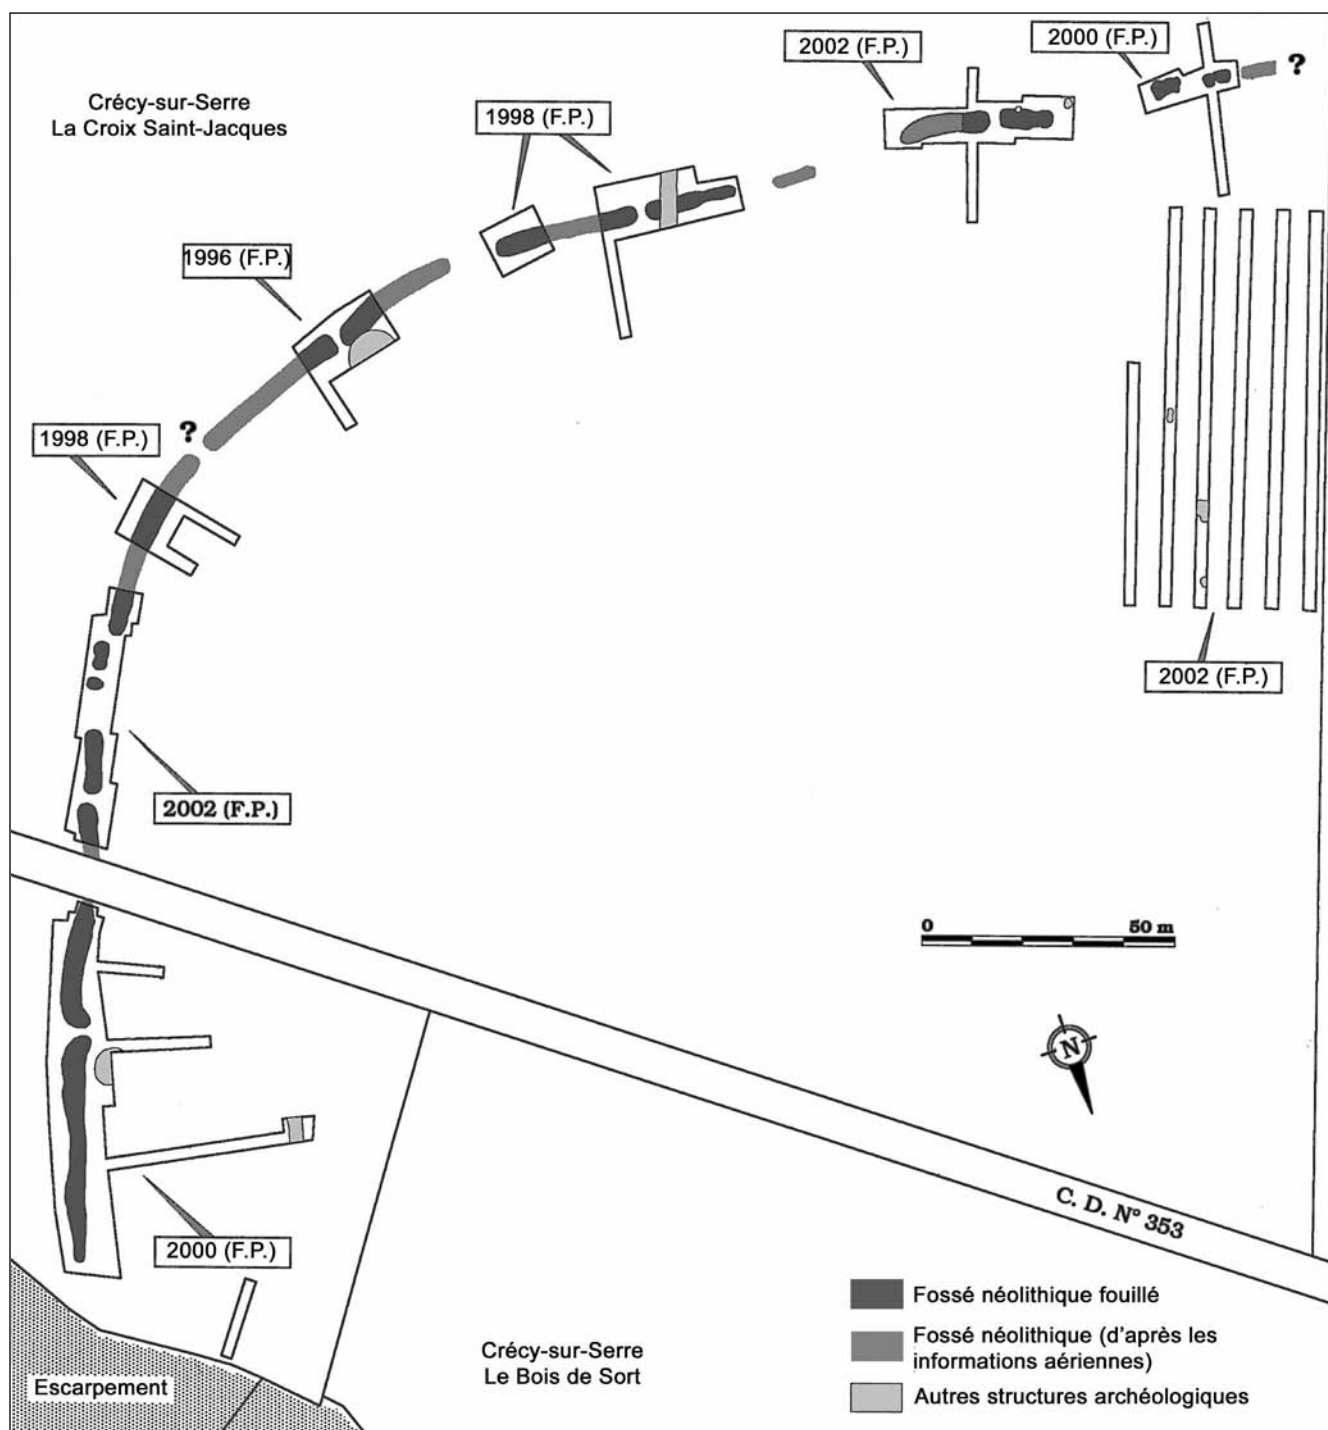 2000 (F.P.)
2002 (F.P.)
?
Crécy-sur-Serre
La Croix Saint-Jacques
1998 (F.P.)
1996 (F.P.)
?
1998 (F.P.)
2002 (F.P.)
2002 (F.P.)
0 50 m
N
C. D. N° 353
2000 (F.P.)
Fossé néolithique fouillé
Fossé néolithique (d'après les
informations aériennes)
Autres structures archéologiques
Crécy-sur-Serre
Le Bois de Sort
Escarpement